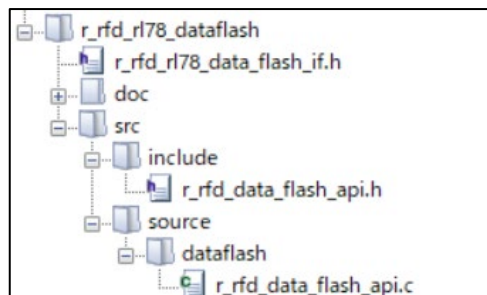 r_rfd_rl78_dataflash
r_rfd_rl78_data_flash_if.h
doc
src
include
r_rfd_data_flash_api.h
source
dataflash
r_rfd_data_flash_api.c